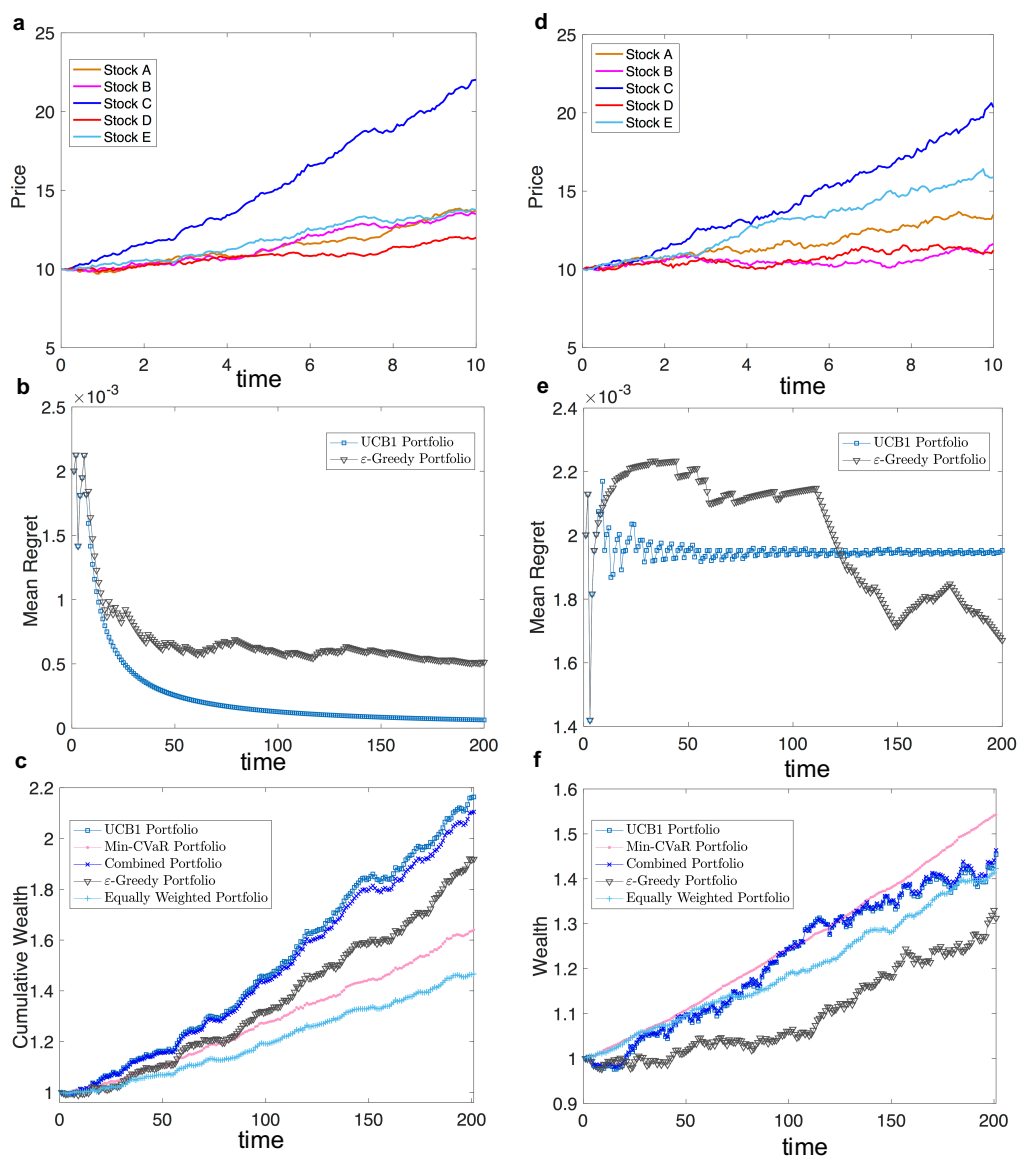 a
25
20
15
10
5
Price
Stock A
Stock B
Stock C
Stock D
Stock E
0
2
4
6
8
10
time
d
25
20
15
10
5
Price
Stock A
Stock B
Stock C
Stock D
Stock E
0
2
4
6
8
10
time
b
×10⁻³
2.5
2
1.5
1
0.5
0
Mean Regret
UCB1 Portfolio
ε-Greedy Portfolio
0
50
100
150
200
time
e
×10⁻³
2.4
2.2
2
1.8
1.6
1.4
Mean Regret
UCB1 Portfolio
ε-Greedy Portfolio
0
50
100
150
200
time
c
2.2
2
1.8
1.6
1.4
1.2
1
Cumulative Wealth
UCB1 Portfolio
Min-CVaR Portfolio
Combined Portfolio
ε-Greedy Portfolio
Equally Weighted Portfolio
0
50
100
150
200
time
f
1.6
1.5
1.4
1.3
1.2
1.1
1
0.9
Wealth
UCB1 Portfolio
Min-CVaR Portfolio
Combined Portfolio
ε-Greedy Portfolio
Equally Weighted Portfolio
0
50
100
150
200
time